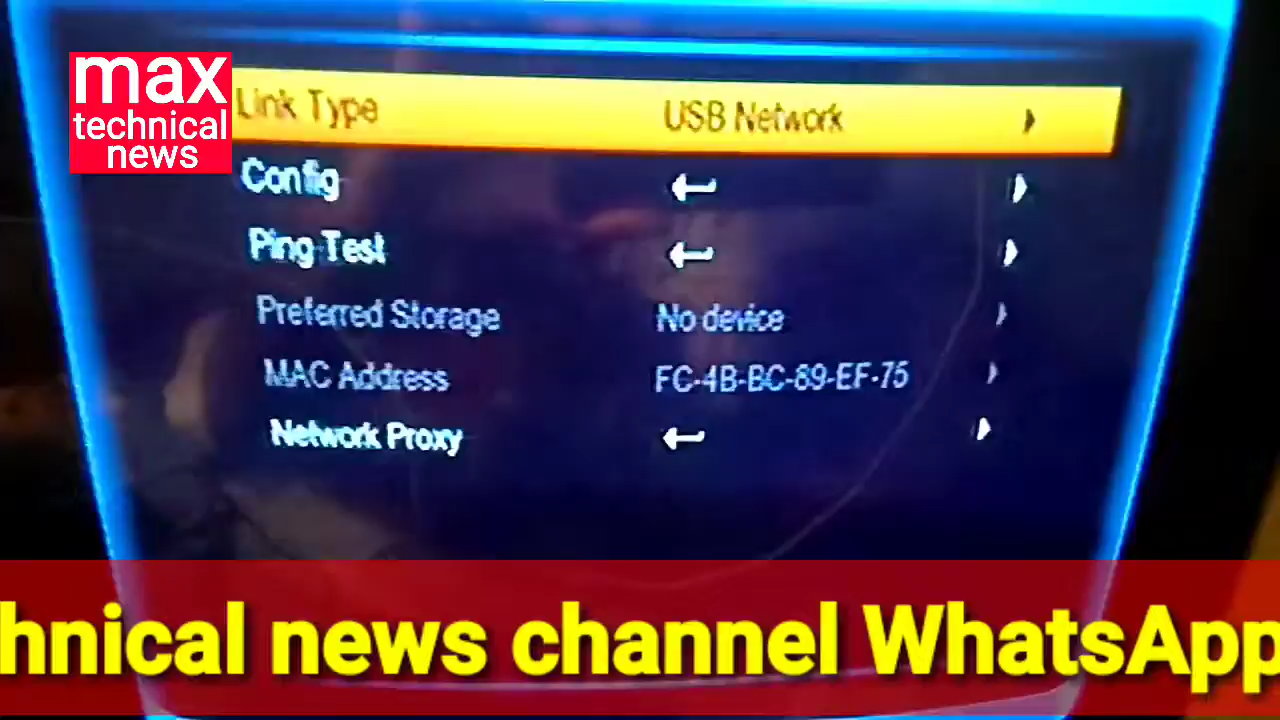 max
technical
news
Link Type USB Network
Config
Ping Test
Preferred Storage No device
MAC Address FC-4B-BC-89-EF-75
Network Proxy
hnical news channel WhatsApp